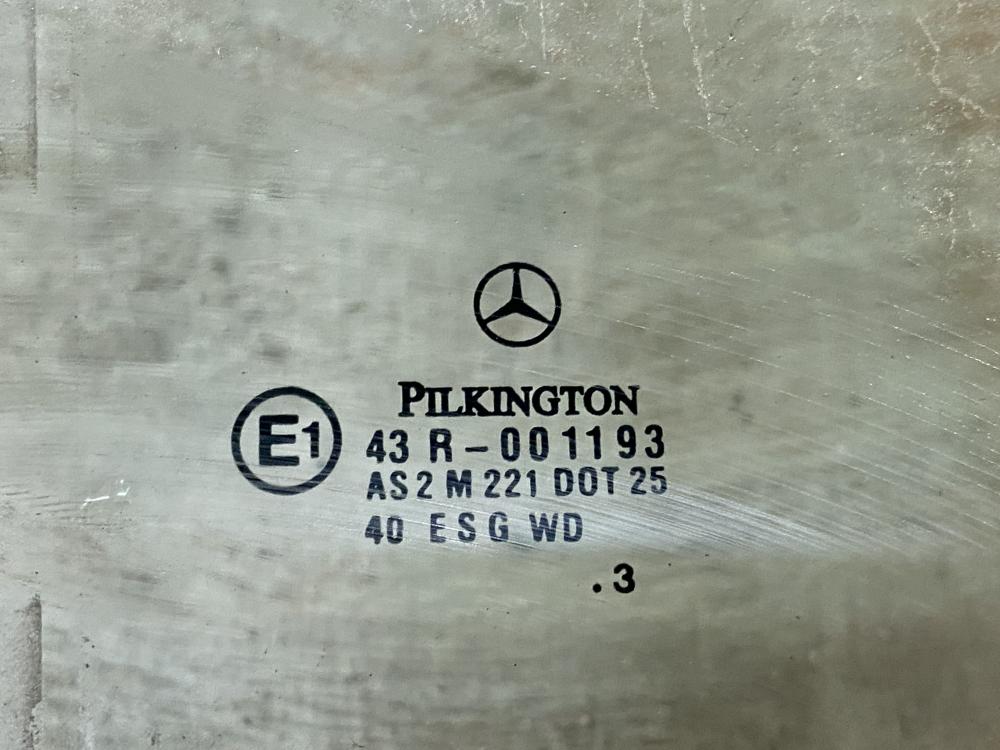 PILKINGTON
E1 43 R-001193
AS2 M 221 DOT 25
40 ESG WD
.3